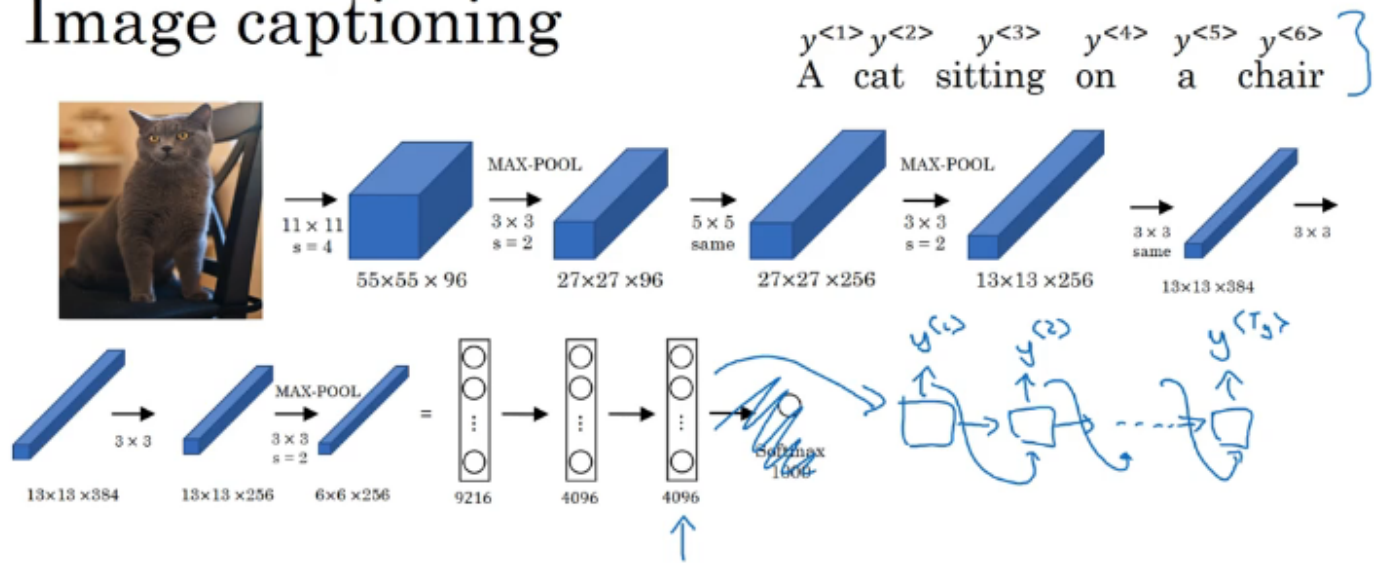 Image captioning
y<1> y<2> y<3> y<4> y<5> y<6>
A cat sitting on a chair
MAX-POOL MAX-POOL
11 × 11 3 × 3 5 × 5 3 × 3 3 × 3 3 × 3
s = 4 s = 2 same s = 2 same
55×55 × 96 27×27 ×96 27×27 ×256 13×13 ×256 13×13 ×384
y<1> y<2> y<Ty>
MAX-POOL
=
3 × 3 3 × 3
s = 2
Softmax
1000
13×13 ×384 13×13 ×256 6×6 ×256 9216 4096 4096